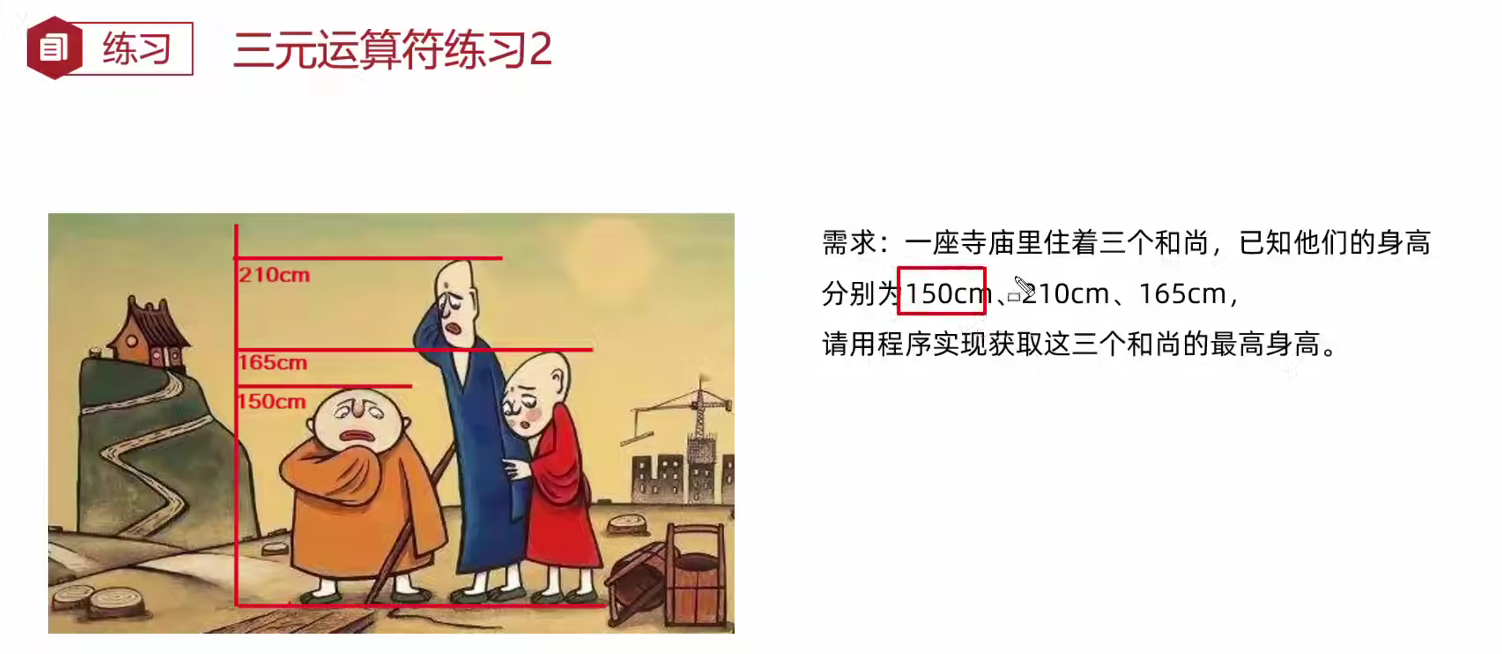 练习
三元运算符练习2
210cm
165cm
150cm
需求：一座寺庙里住着三个和尚，已知他们的身高
分别为150cm、210cm、165cm，
请用程序实现获取这三个和尚的最高身高。